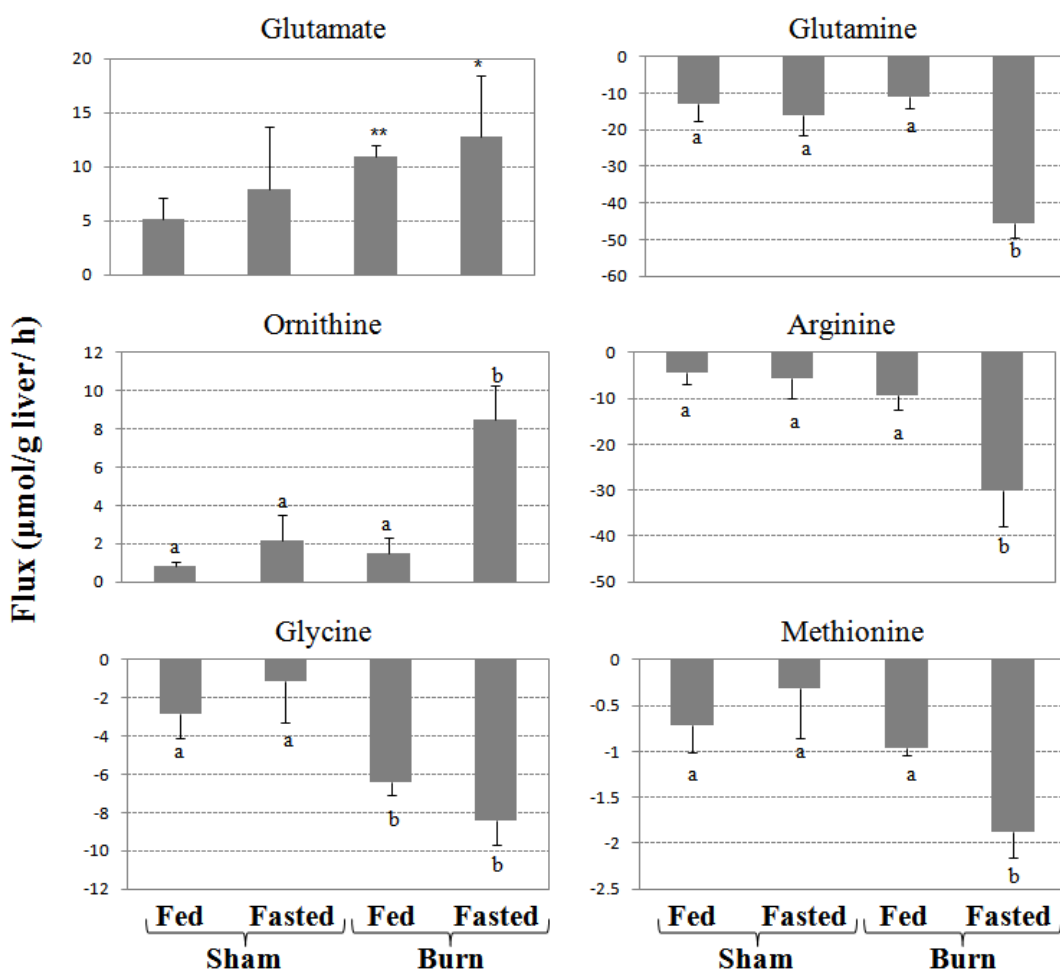 Flux (µmol/g liver/ h)
Glutamate
20
15
10
5
0
**
*
Glutamine
0
-10
-20
-30
-40
-50
-60
a
a
a
b
Ornithine
12
10
8
6
4
2
0
a
a
a
b
Arginine
0
-10
-20
-30
-40
-50
a
a
a
b
Glycine
0
-2
-4
-6
-8
-10
-12
a
a
b
b
Methionine
0
-0.5
-1
-1.5
-2
-2.5
a
a
a
b
Fed Fasted Fed Fasted
Sham Burn
Fed Fasted Fed Fasted
Sham Burn